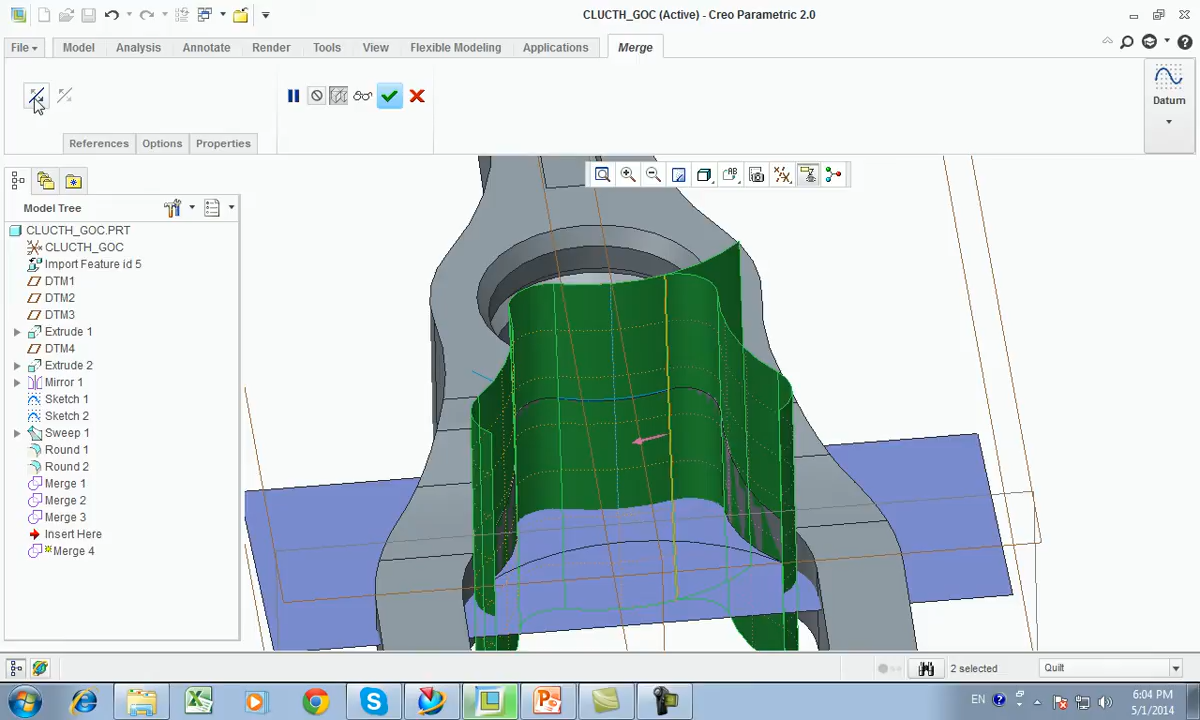 CLUCTH_GOC (Active) - Creo Parametric 2.0
File Model Analysis Annotate Render Tools View Flexible Modeling Applications Merge
Datum
References Options Properties
Model Tree
CLUCTH_GOC.PRT
CLUCTH_GOC
Import Feature id 5
DTM1
DTM2
DTM3
Extrude 1
DTM4
Extrude 2
Mirror 1
Sketch 1
Sketch 2
Sweep 1
Round 1
Round 2
Merge 1
Merge 2
Merge 3
Insert Here
Merge 4
2 selected Quilt
EN 6:04 PM
5/1/2014